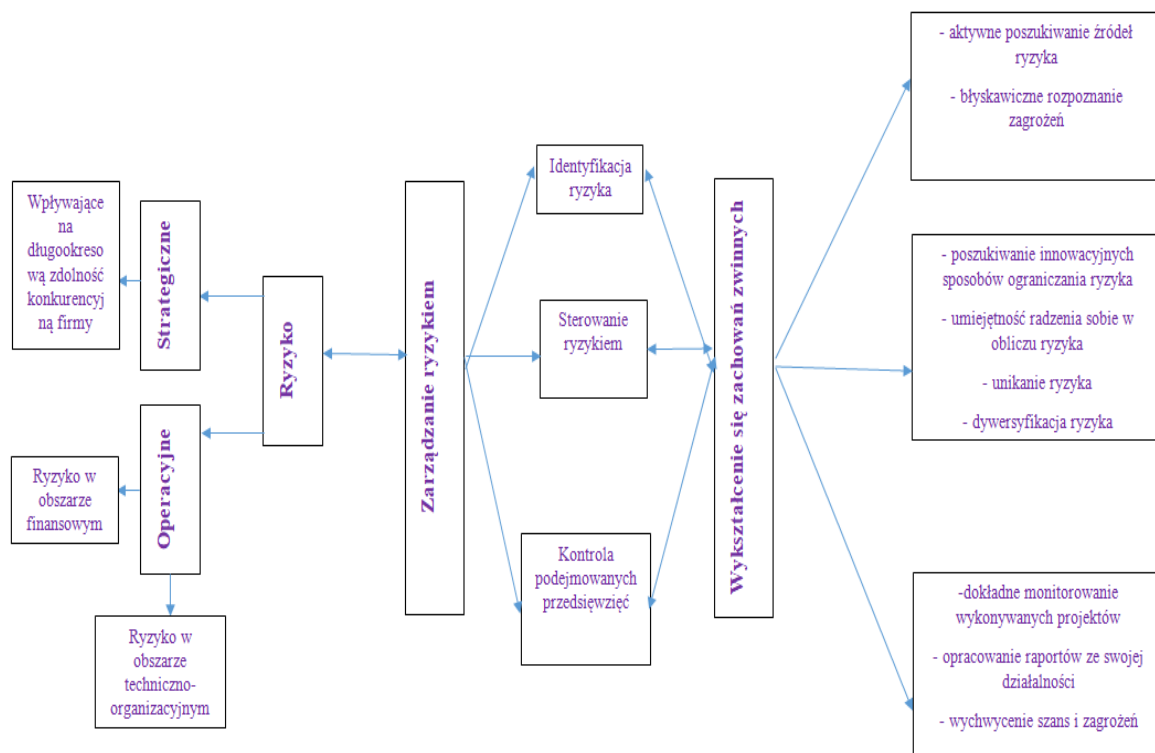 Wpływające
na
długookreso
wą zdolność
konkurencyj
ną firmy
Strategiczne
Operacyjne
Ryzyko w
obszarze
finansowym
Ryzyko w
obszarze
techniczno-
organizacyjnym
Ryzyko
Zarządzanie ryzykiem
Identyfikacja
ryzyka
Sterowanie
ryzykiem
Kontrola
podejmowanych
przedsięwzięć
Wykształcenie się zachowań zwinnych
- aktywne poszukiwanie źródeł
ryzyka
- błyskawiczne rozpoznanie
zagrożeń
- poszukiwanie innowacyjnych
sposobów ograniczania ryzyka
- umiejętność radzenia sobie w
obliczu ryzyka
- unikanie ryzyka
- dywersyfikacja ryzyka
-dokładne monitorowanie
wykonywanych projektów
- opracowanie raportów ze swojej
działalności
- wychwycenie szans i zagrożeń